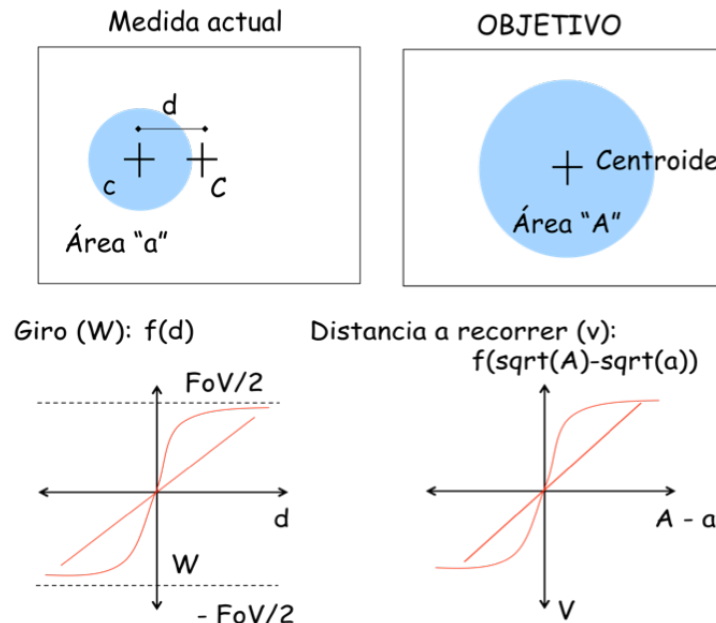 Medida actual
OBJETIVO
d
c
C
Área "a"
Centroide
Área "A"
Giro (W): f(d)
Distancia a recorrer (v):
f(sqrt(A)-sqrt(a))
FoV/2
d
W
- FoV/2
A - a
V